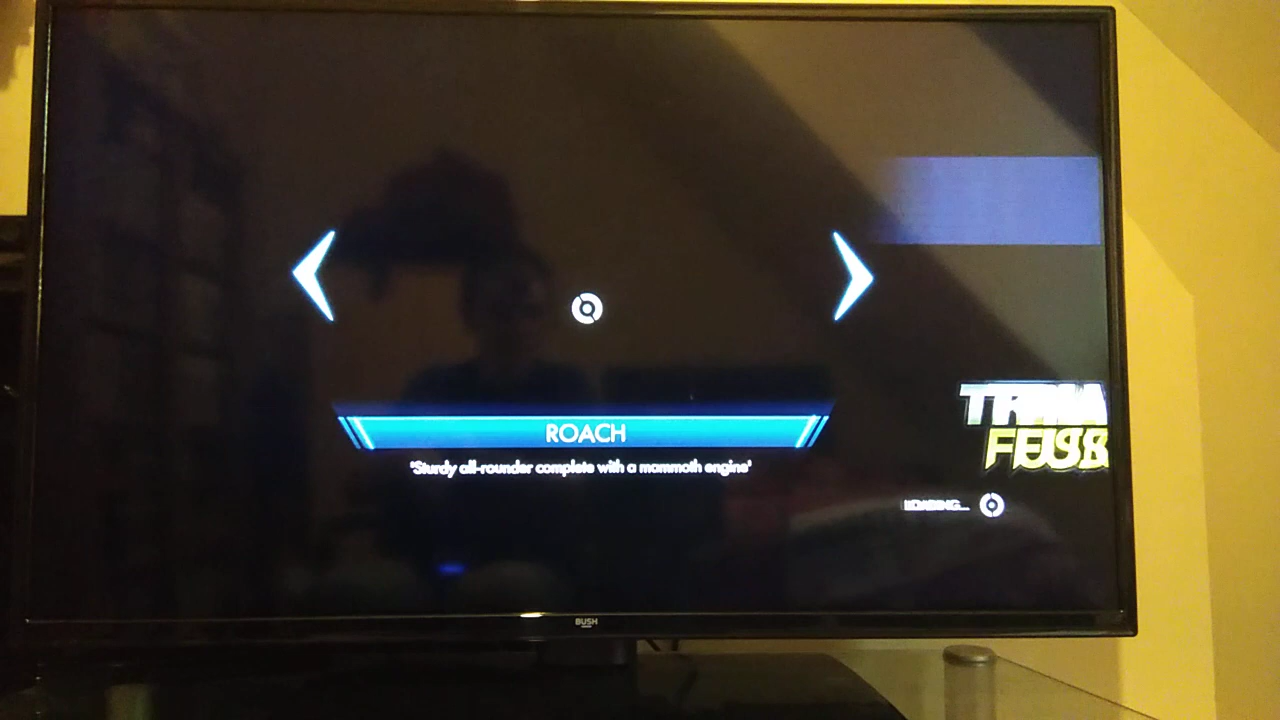 ROACH
"Sturdy all-rounder complete with a mammoth engine"
LOADING...
BUSH